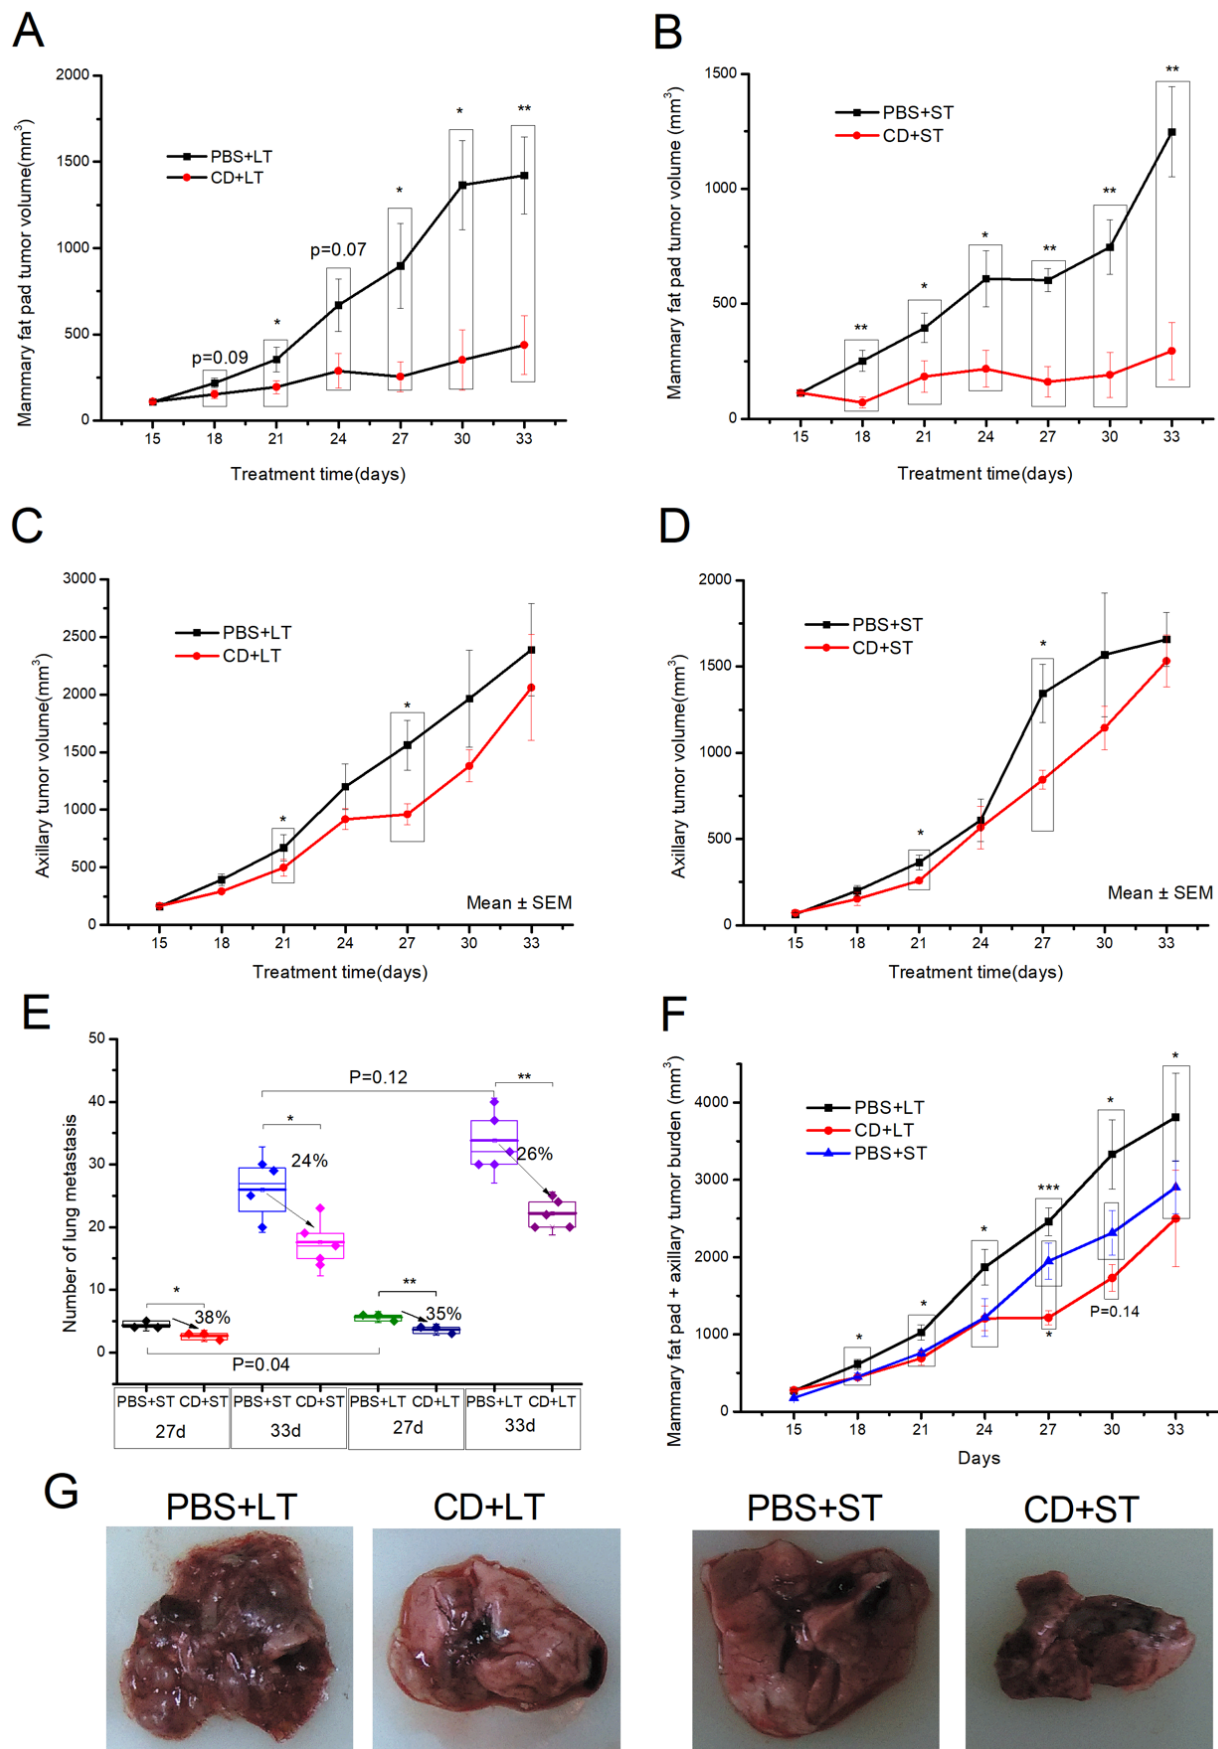 A
Mammary fat pad tumor volume(mm³)
2000
1500
1000
500
0
PBS+LT
CD+LT
p=0.09
*
p=0.07
*
*
**
15 18 21 24 27 30 33
Treatment time(days)
B
Mammary fat pad tumor volume (mm³)
1500
1000
500
0
PBS+ST
CD+ST
**
*
*
**
**
**
15 18 21 24 27 30 33
Treatment time(days)
C
Axillary tumor volume(mm³)
3000
2500
2000
1500
1000
500
0
PBS+LT
CD+LT
*
*
Mean ± SEM
15 18 21 24 27 30 33
Treatment time(days)
D
Axillary tumor volume(mm³)
2000
1500
1000
500
0
PBS+ST
CD+ST
*
*
Mean ± SEM
15 18 21 24 27 30 33
Treatment time(days)
E
Number of lung metastasis
50
40
30
20
10
0
P=0.12
*
24%
**
26%
*
38%
**
35%
P=0.04
PBS+ST CD+ST PBS+ST CD+ST PBS+LT CD+LT PBS+LT CD+LT
27d 33d 27d 33d
F
Mammary fat pad + axillary tumor burden (mm³)
4000
3000
2000
1000
0
PBS+LT
CD+LT
PBS+ST
*
*
*
***
*
*
*
P=0.14
15 18 21 24 27 30 33
Days
G
PBS+LT CD+LT PBS+ST CD+ST